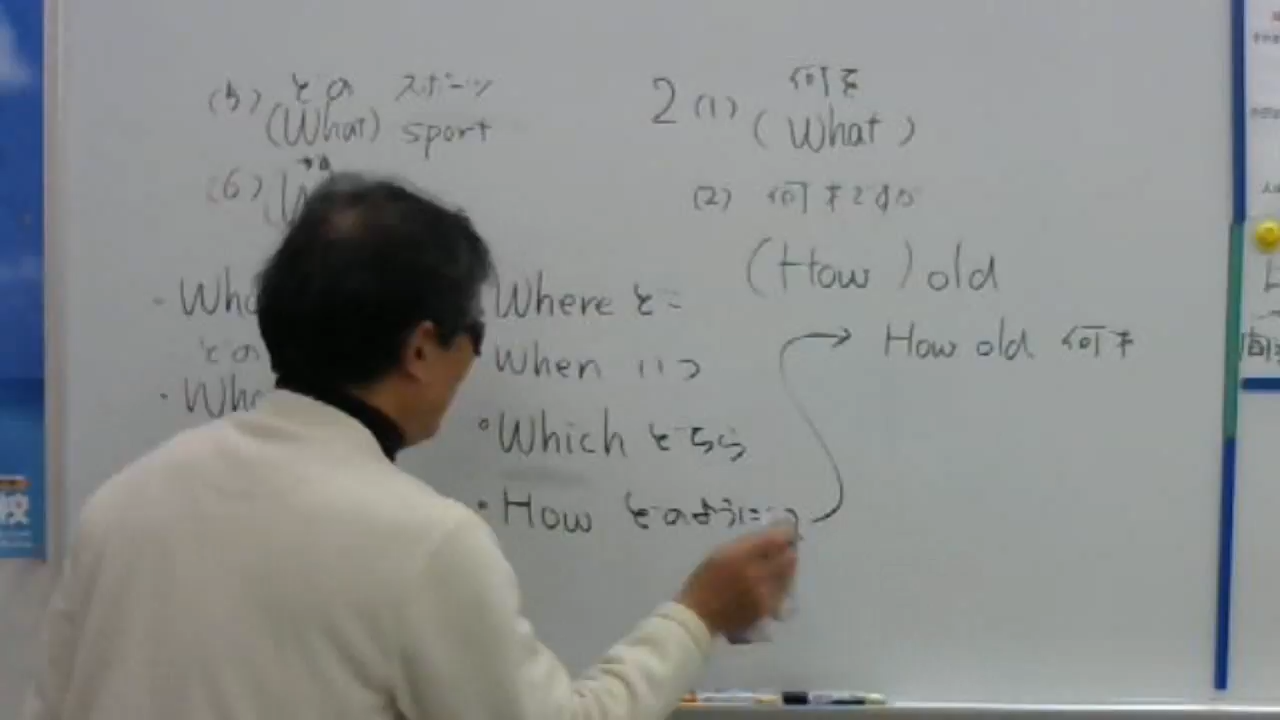 (5) どの スポーツ
(What) sport
(6)
Where どこ
どの
When いつ
Which どちら
How どのように
2 (1) 何を
(What)
(2) 何才ですか
(How) old
How old 何才
校